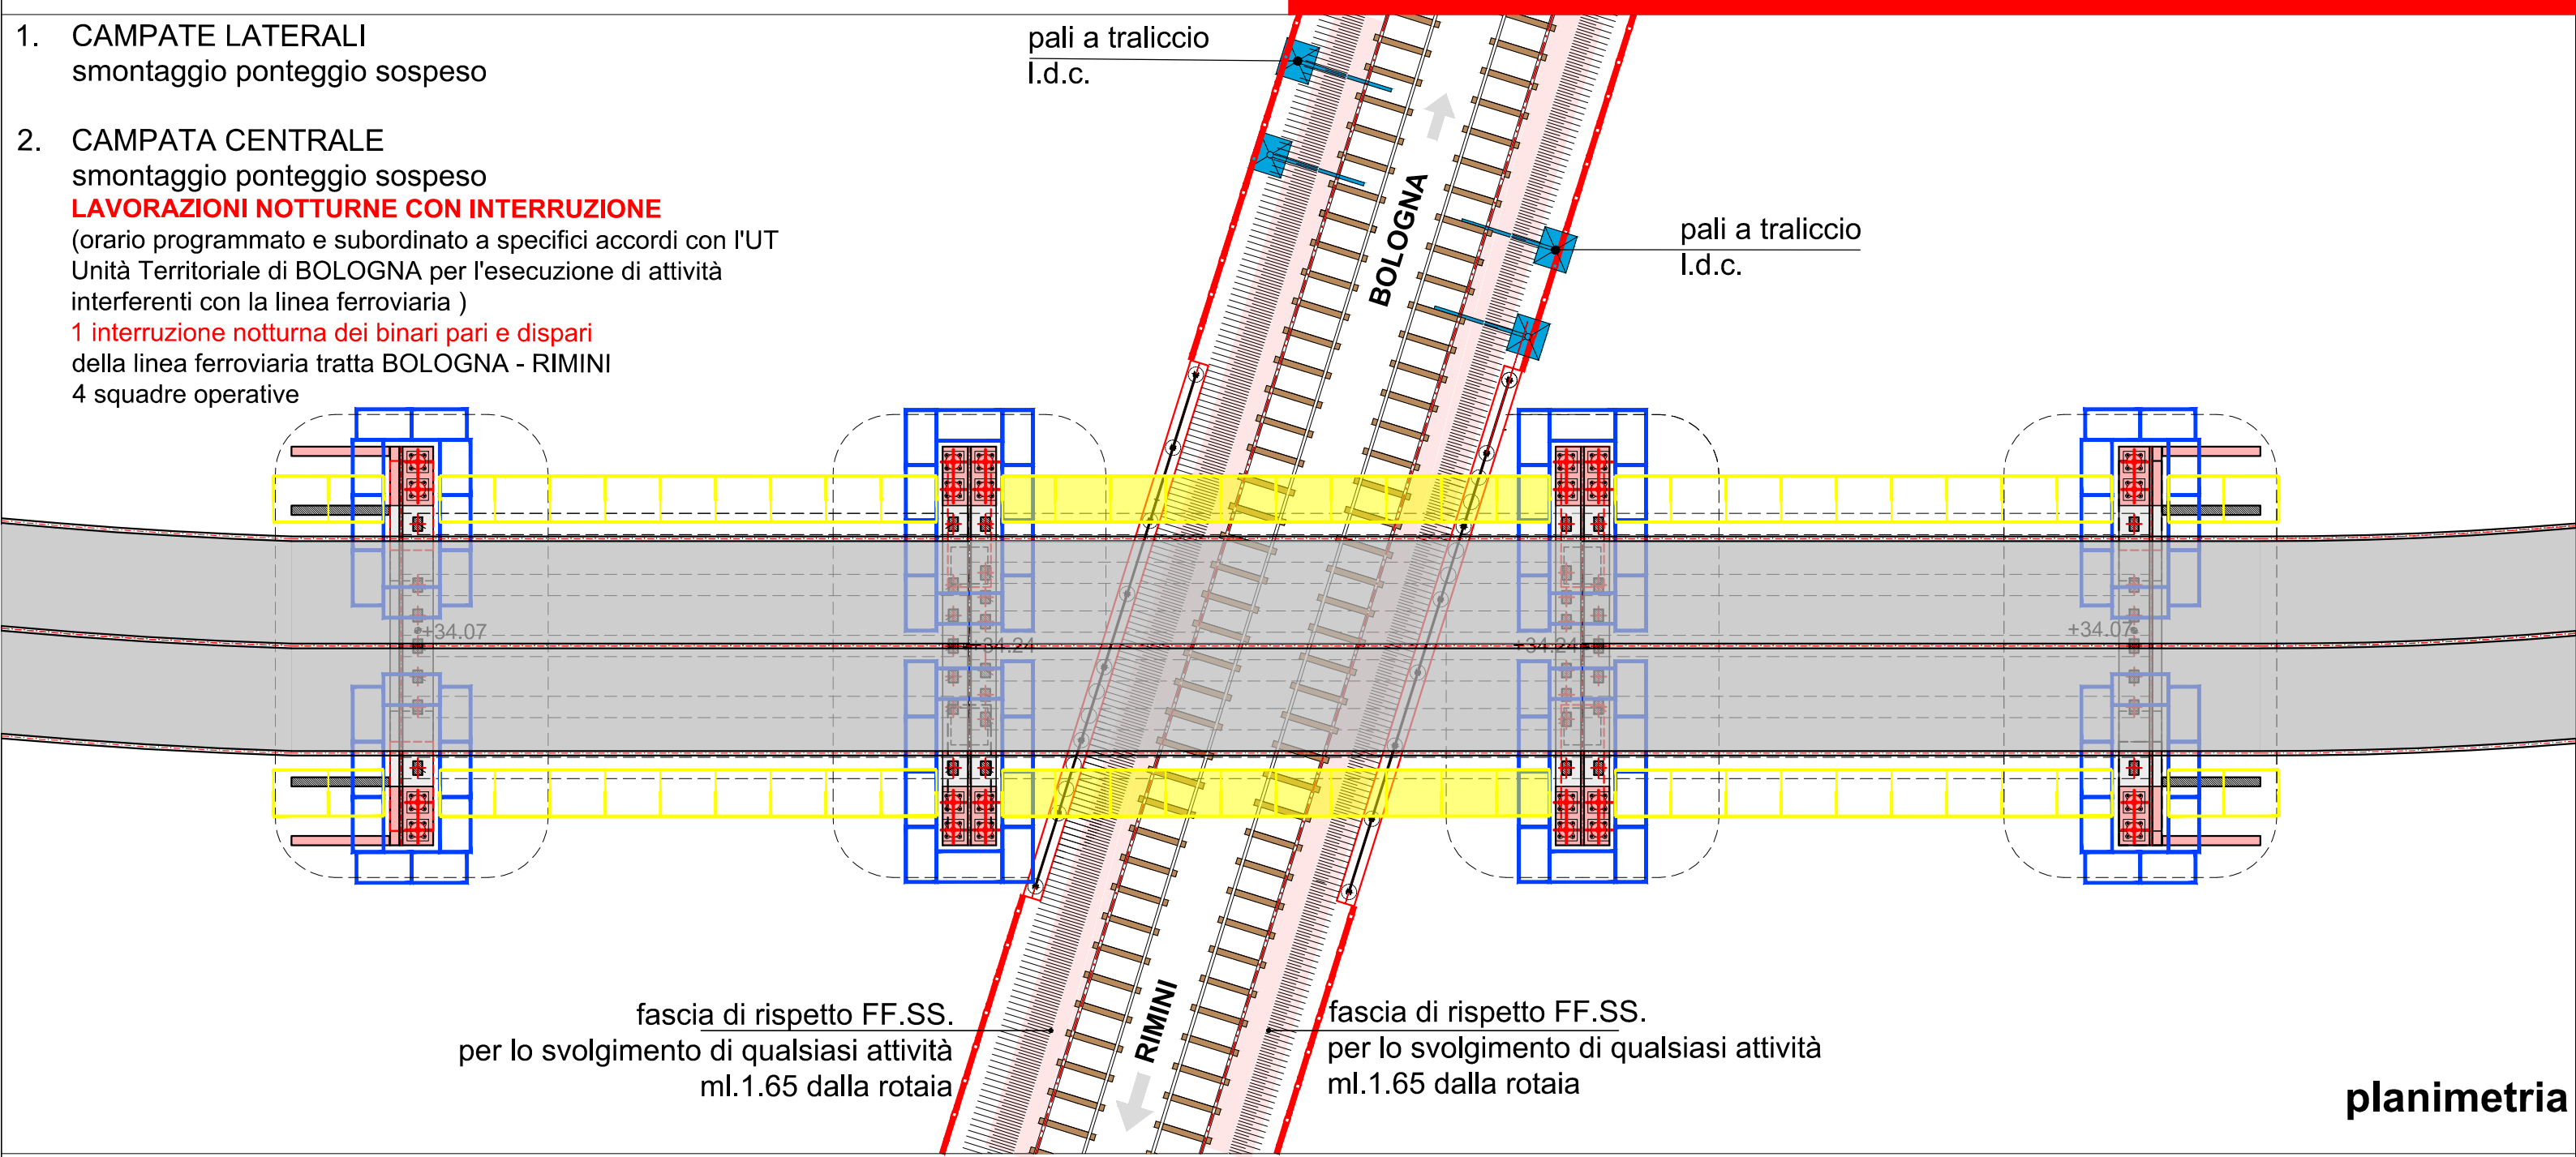 1. CAMPATE LATERALI
smontaggio ponteggio sospeso
2. CAMPATA CENTRALE
smontaggio ponteggio sospeso
LAVORAZIONI NOTTURNE CON INTERRUZIONE
(orario programmato e subordinato a specifici accordi con l'UT
Unità Territoriale di BOLOGNA per l'esecuzione di attività
interferenti con la linea ferroviaria )
1 interruzione notturna dei binari pari e dispari
della linea ferroviaria tratta BOLOGNA - RIMINI
4 squadre operative
pali a traliccio
l.d.c.
pali a traliccio
l.d.c.
BOLOGNA
+34.07
+34.24
+34.24
+34.07
RIMINI
fascia di rispetto FF.SS.
per lo svolgimento di qualsiasi attività
ml.1.65 dalla rotaia
fascia di rispetto FF.SS.
per lo svolgimento di qualsiasi attività
ml.1.65 dalla rotaia
planimetria